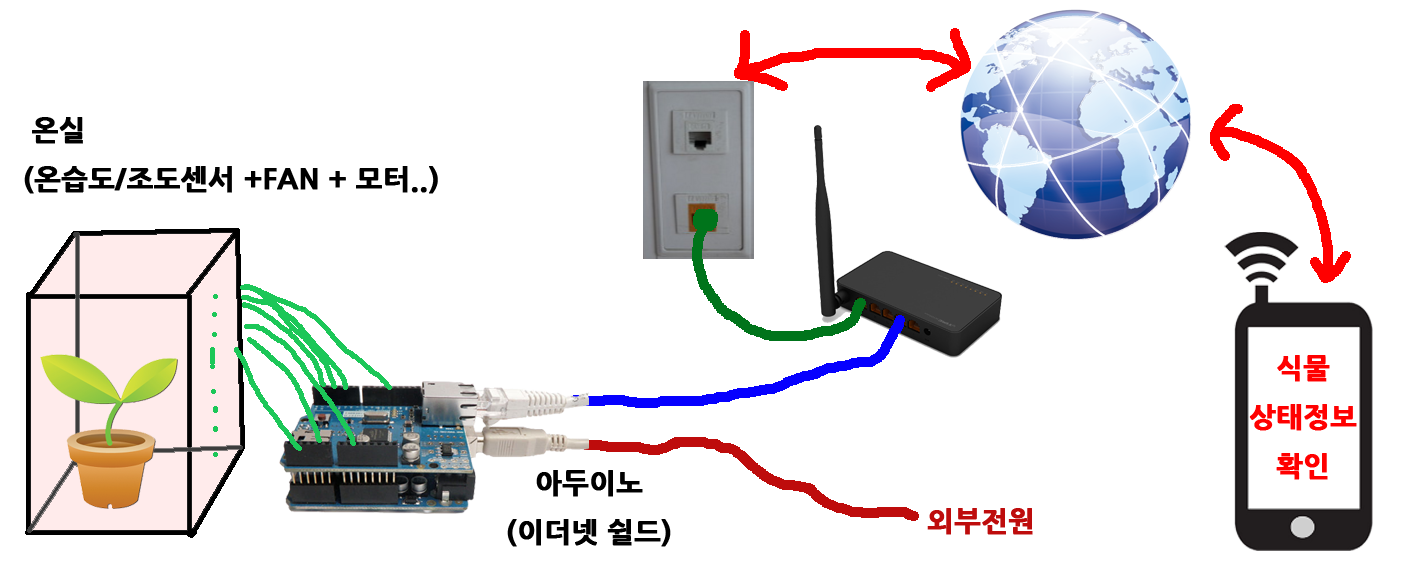 온실
(온습도/조도센서 +FAN + 모터..)
아두이노
(이더넷 쉴드)
외부전원
식물
상태정보
확인